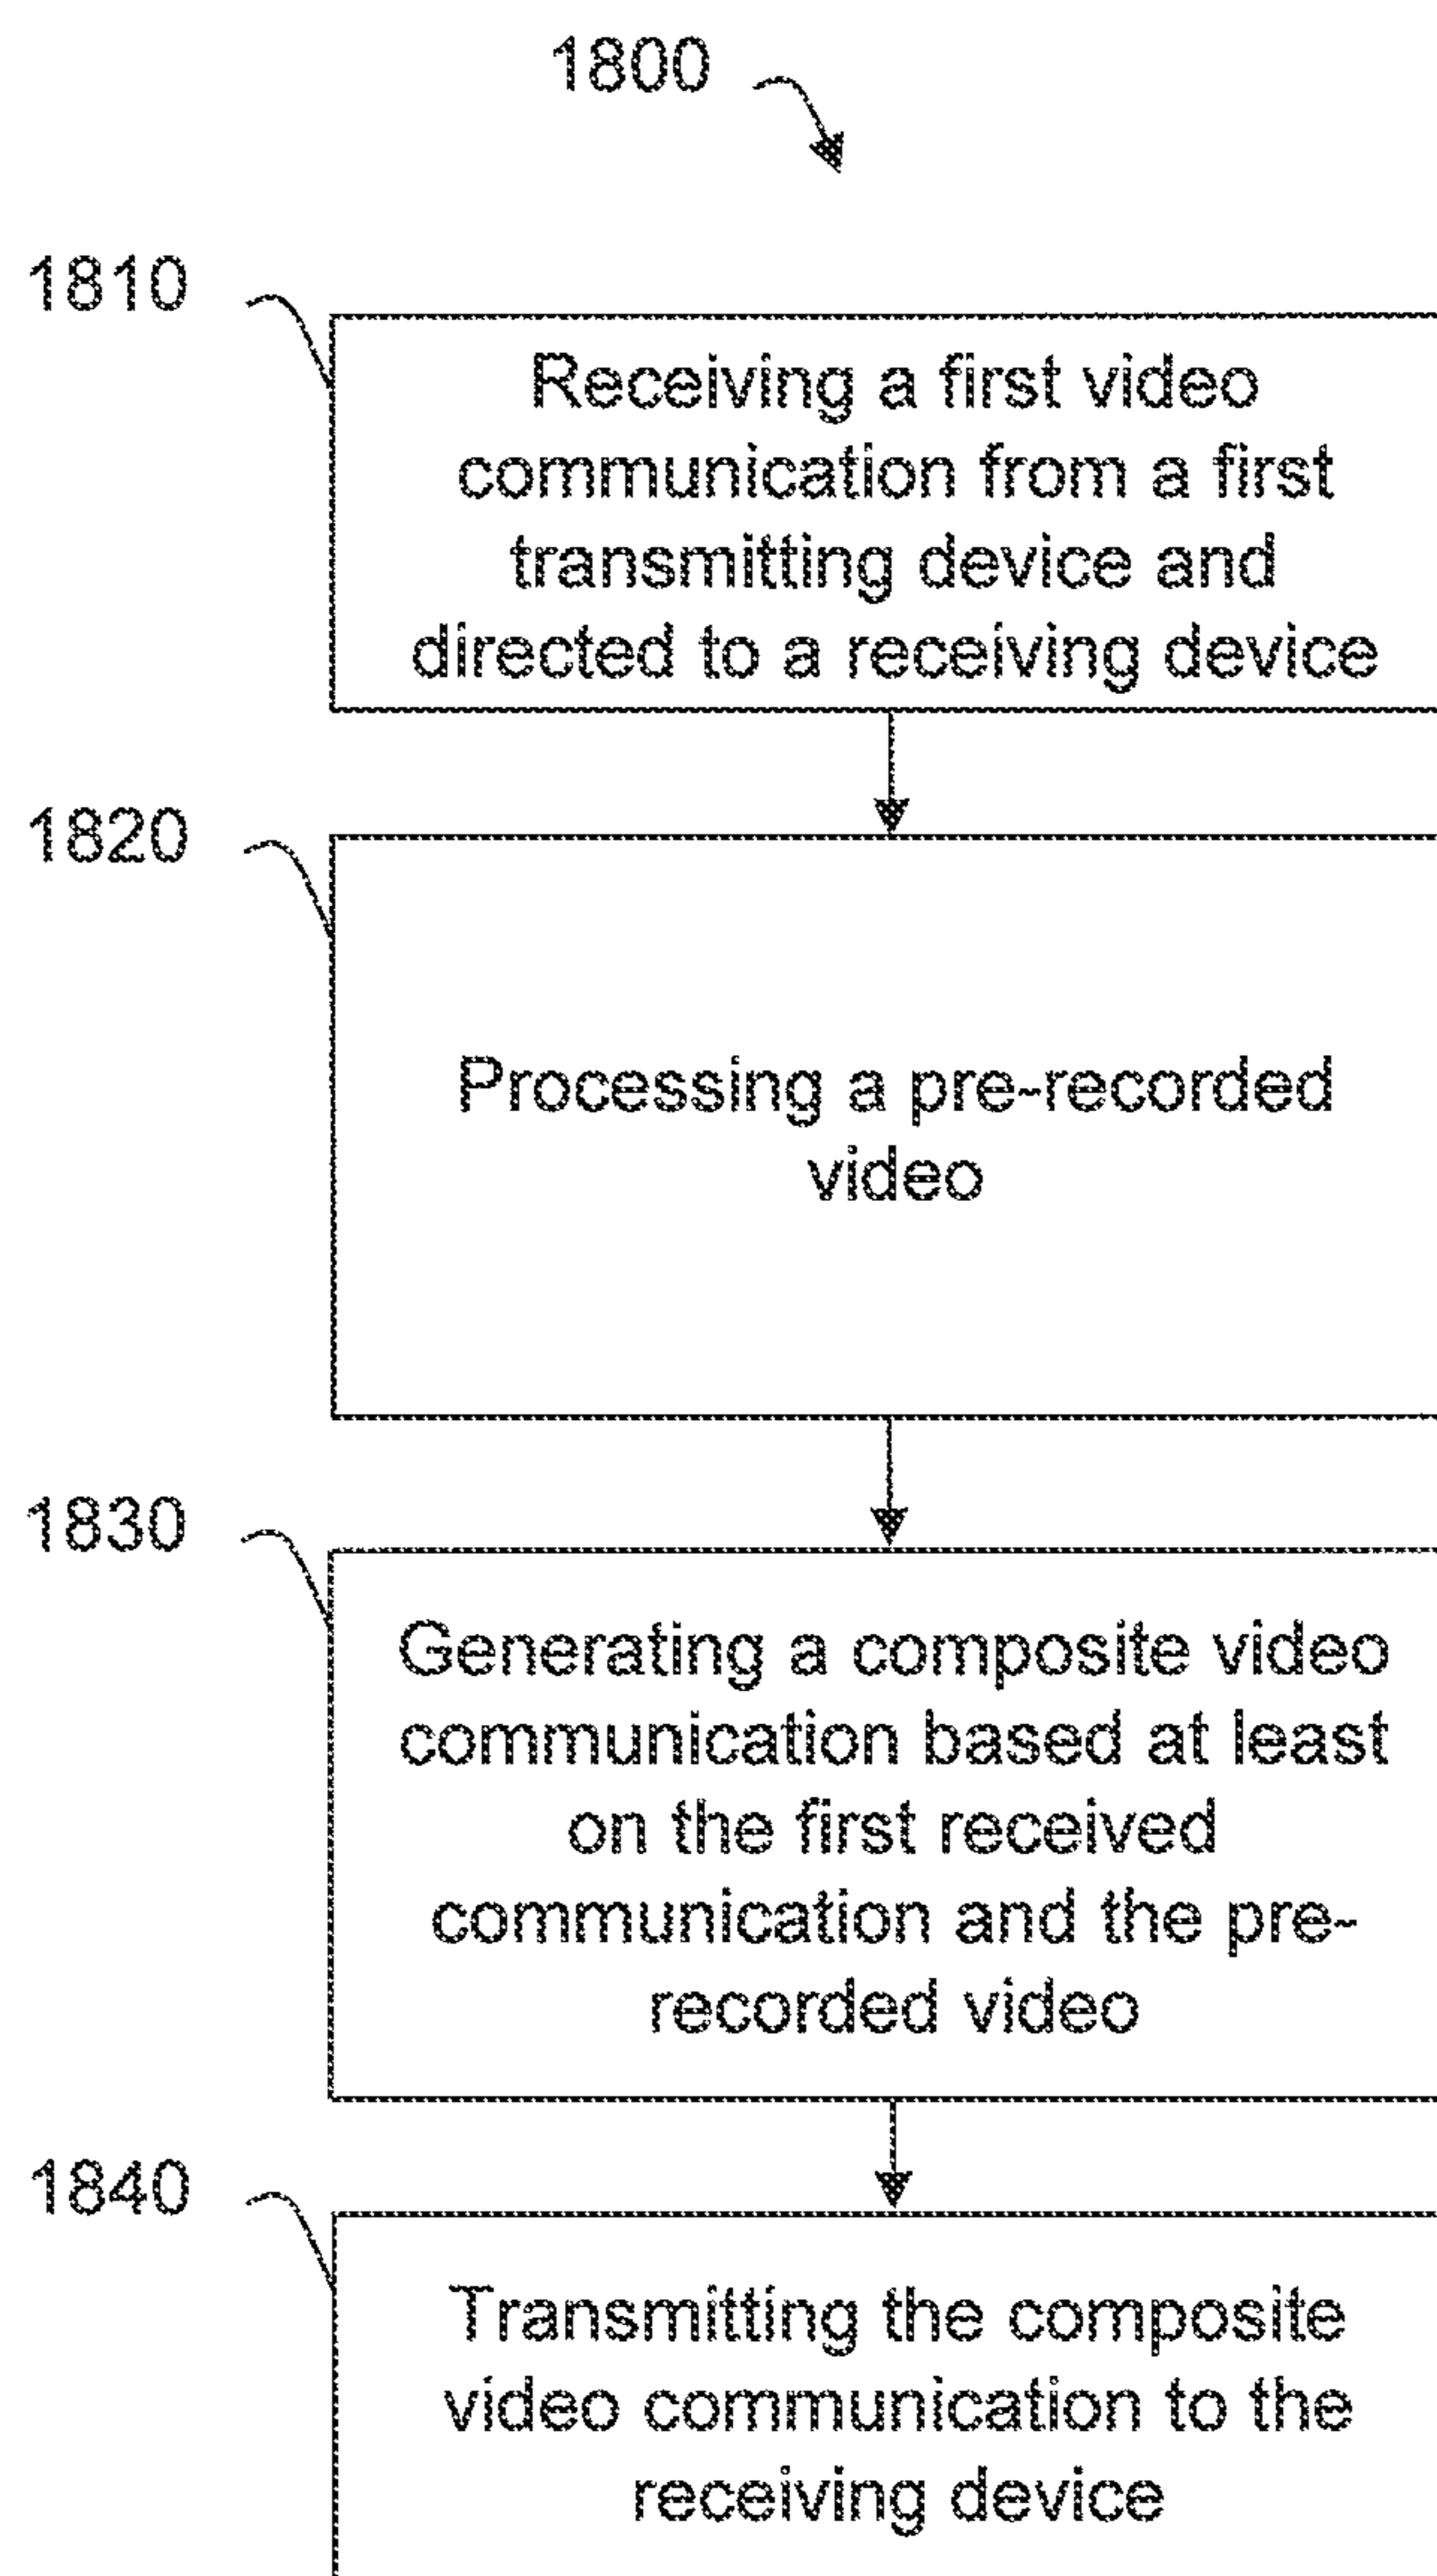 1800
1810
Receiving a first video
communication from a first
transmitting device and
directed to a receiving device
1820
Processing a pre-recorded
video
1830
Generating a composite video
communication based at least
on the first received
communication and the pre-
recorded video
1840
Transmitting the composite
video communication to the
receiving device